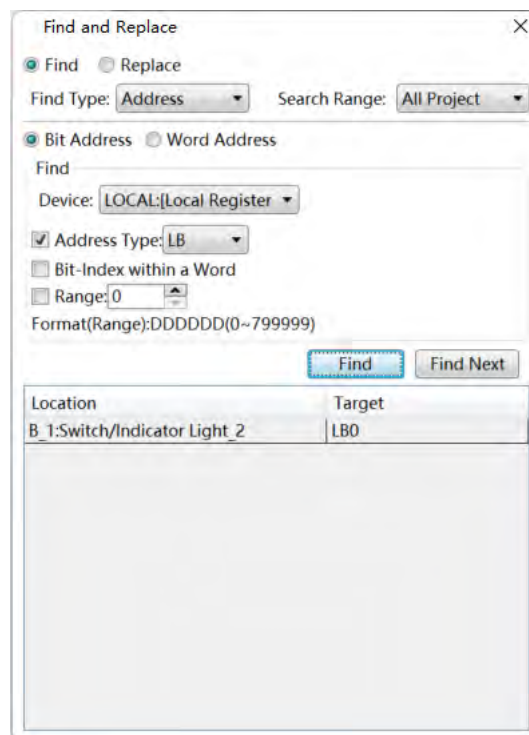 Find and Replace
Find Replace
Find Type: Address Search Range: All Project
Bit Address Word Address
Find
Device: LOCAL:[Local Register
Address Type: LB
Bit-Index within a Word
Range: 0
Format(Range):DDDDDD(0~799999)
Find Find Next
Location Target
B_1:Switch/Indicator Light_2 LB0